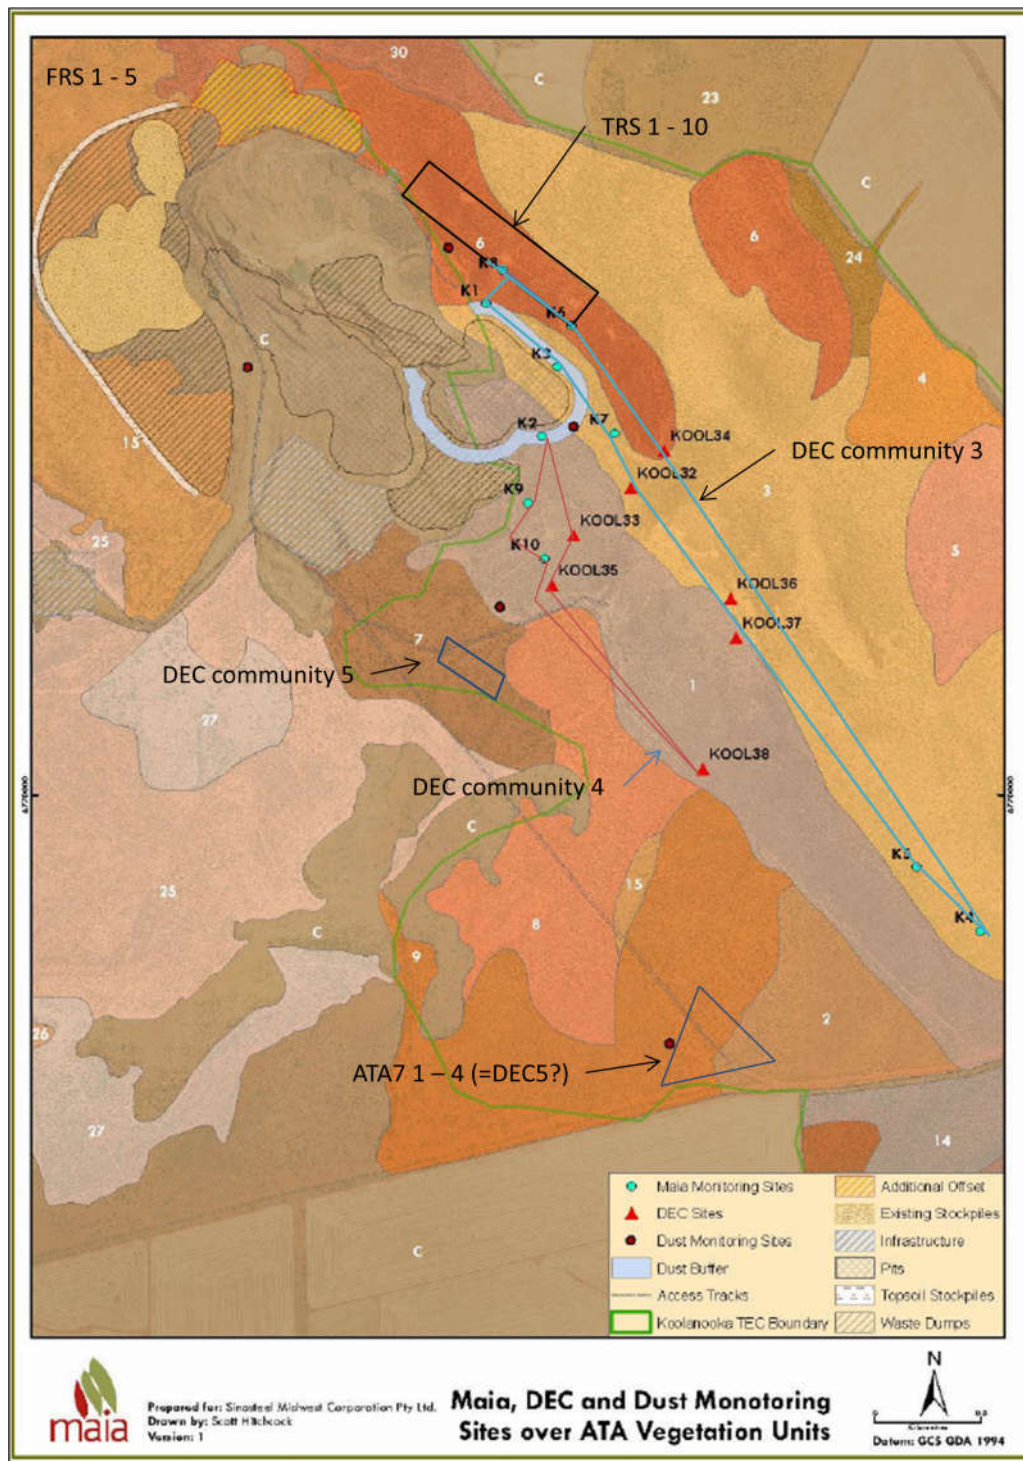 FRS 1 - 5
30
C
23
TRS 1 - 10
C
6
6
24
K8
K1
K6
C
K3
4
15
K2
K7
KOOL34
DEC community 3
KOOL32
3
K9
KOOL33
25
K10
5
KOOL35
KOOL36
7
KOOL37
DEC community 5
1
27
KOOL38
DEC community 4
6770000
6770000
C
K5
25
15
C
8
K4
9
2
26
ATA7 1 – 4 (=DEC5?)
27
14
C
Maia Monitoring Sites
DEC Sites
Dust Monitoring Sites
Dust Buffer
Access Tracks
Koolanooka TEC Boundary
Additional Offset
Existing Stockpiles
Infrastructure
Pits
Topsoil Stockpiles
Waste Dumps
maia
Prepared for: Sinosteel Midwest Corporation Pty Ltd.
Drawn by: Scott Hitchcock
Version: 1
Maia, DEC and Dust Monotoring
Sites over ATA Vegetation Units
N
Kilometres
Datum: GCS GDA 1994